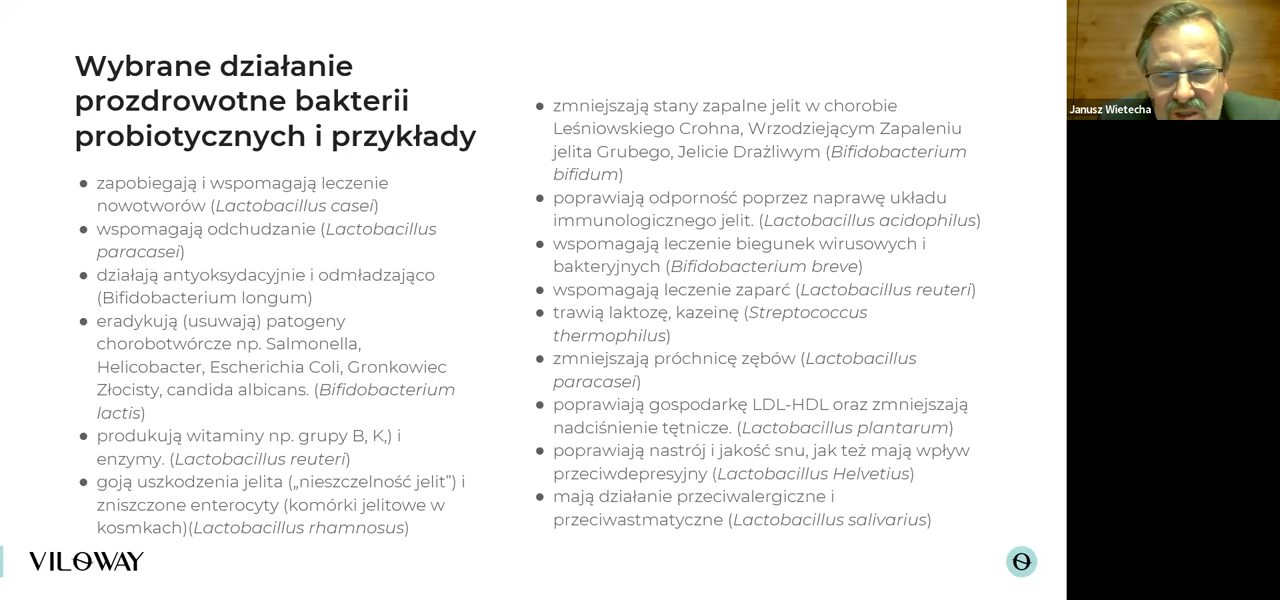 Wybrane działanie
prozdrowotne bakterii
probiotycznych i przykłady
● zapobiegają i wspomagają leczenie
nowotworów (Lactobacillus casei)
● wspomagają odchudzanie (Lactobacillus
paracasei)
● działają antyoksydacyjnie i odmładzająco
(Bifidobacterium longum)
● eradykują (usuwają) patogeny
chorobotwórcze np. Salmonella,
Helicobacter, Escherichia Coli, Gronkowiec
Złocisty, candida albicans. (Bifidobacterium
lactis)
● produkują witaminy np. grupy B, K,) i
enzymy. (Lactobacillus reuteri)
● goją uszkodzenia jelita („nieszczelność jelit”) i
zniszczone enterocyty (komórki jelitowe w
kosmkach)(Lactobacillus rhamnosus)
● zmniejszają stany zapalne jelit w chorobie
Leśniowskiego Crohna, Wrzodziejącym Zapaleniu
jelita Grubego, Jelicie Drażliwym (Bifidobacterium
bifidum)
● poprawiają odporność poprzez naprawę układu
immunologicznego jelit. (Lactobacillus acidophilus)
● wspomagają leczenie biegunek wirusowych i
bakteryjnych (Bifidobacterium breve)
● wspomagają leczenie zaparć (Lactobacillus reuteri)
● trawią laktozę, kazeinę (Streptococcus
thermophilus)
● zmniejszają próchnicę zębów (Lactobacillus
paracasei)
● poprawiają gospodarkę LDL-HDL oraz zmniejszają
nadciśnienie tętnicze. (Lactobacillus plantarum)
● poprawiają nastrój i jakość snu, jak też mają wpływ
przeciwdepresyjny (Lactobacillus Helvetius)
● mają działanie przeciwalergiczne i
przeciwastmatyczne (Lactobacillus salivarius)
VILOWAY
Janusz Wietecha